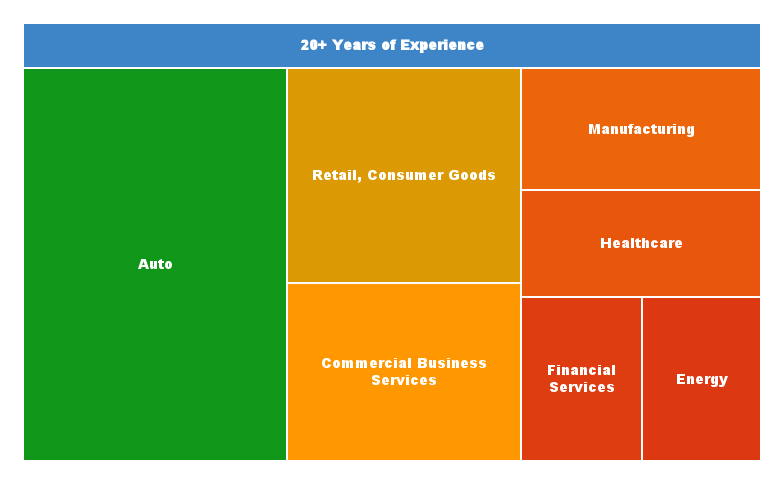 20+ Years of Experience
Manufacturing
Retail, Consumer Goods
Healthcare
Auto
Commercial Business
Services
Financial
Services
Energy